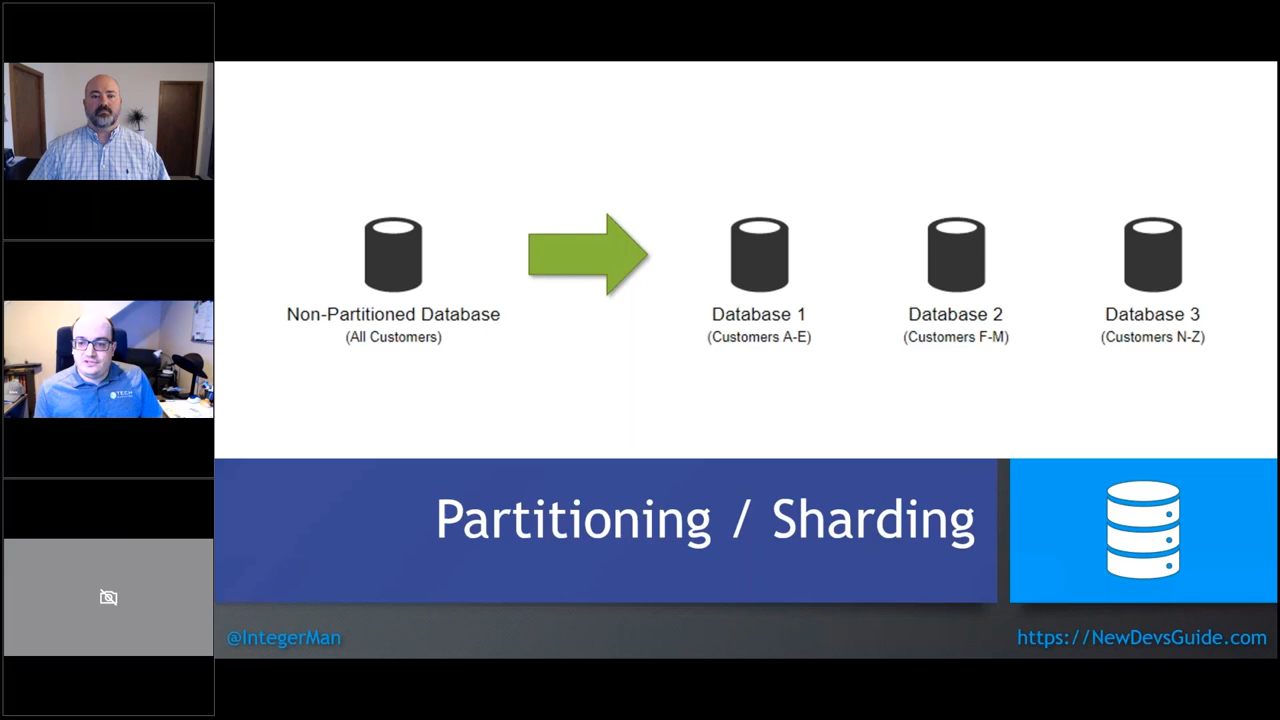 Non-Partitioned Database
(All Customers)
Database 1
(Customers A-E)
Database 2
(Customers F-M)
Database 3
(Customers N-Z)
Partitioning / Sharding
@IntegerMan
https://NewDevsGuide.com
TECH